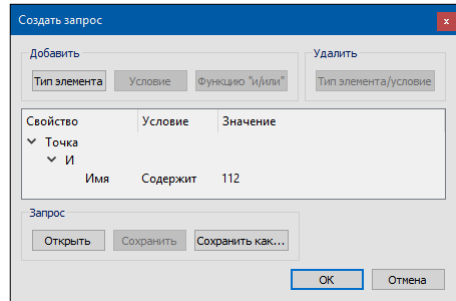 Создать запрос
x
Добавить
Удалить
Тип элемента Условие Функцию "и/или" Тип элемента/условие
Свойство Условие Значение
Точка
И
Имя Содержит 112
Запрос
Открыть Сохранить Сохранить как...
ОК Отмена